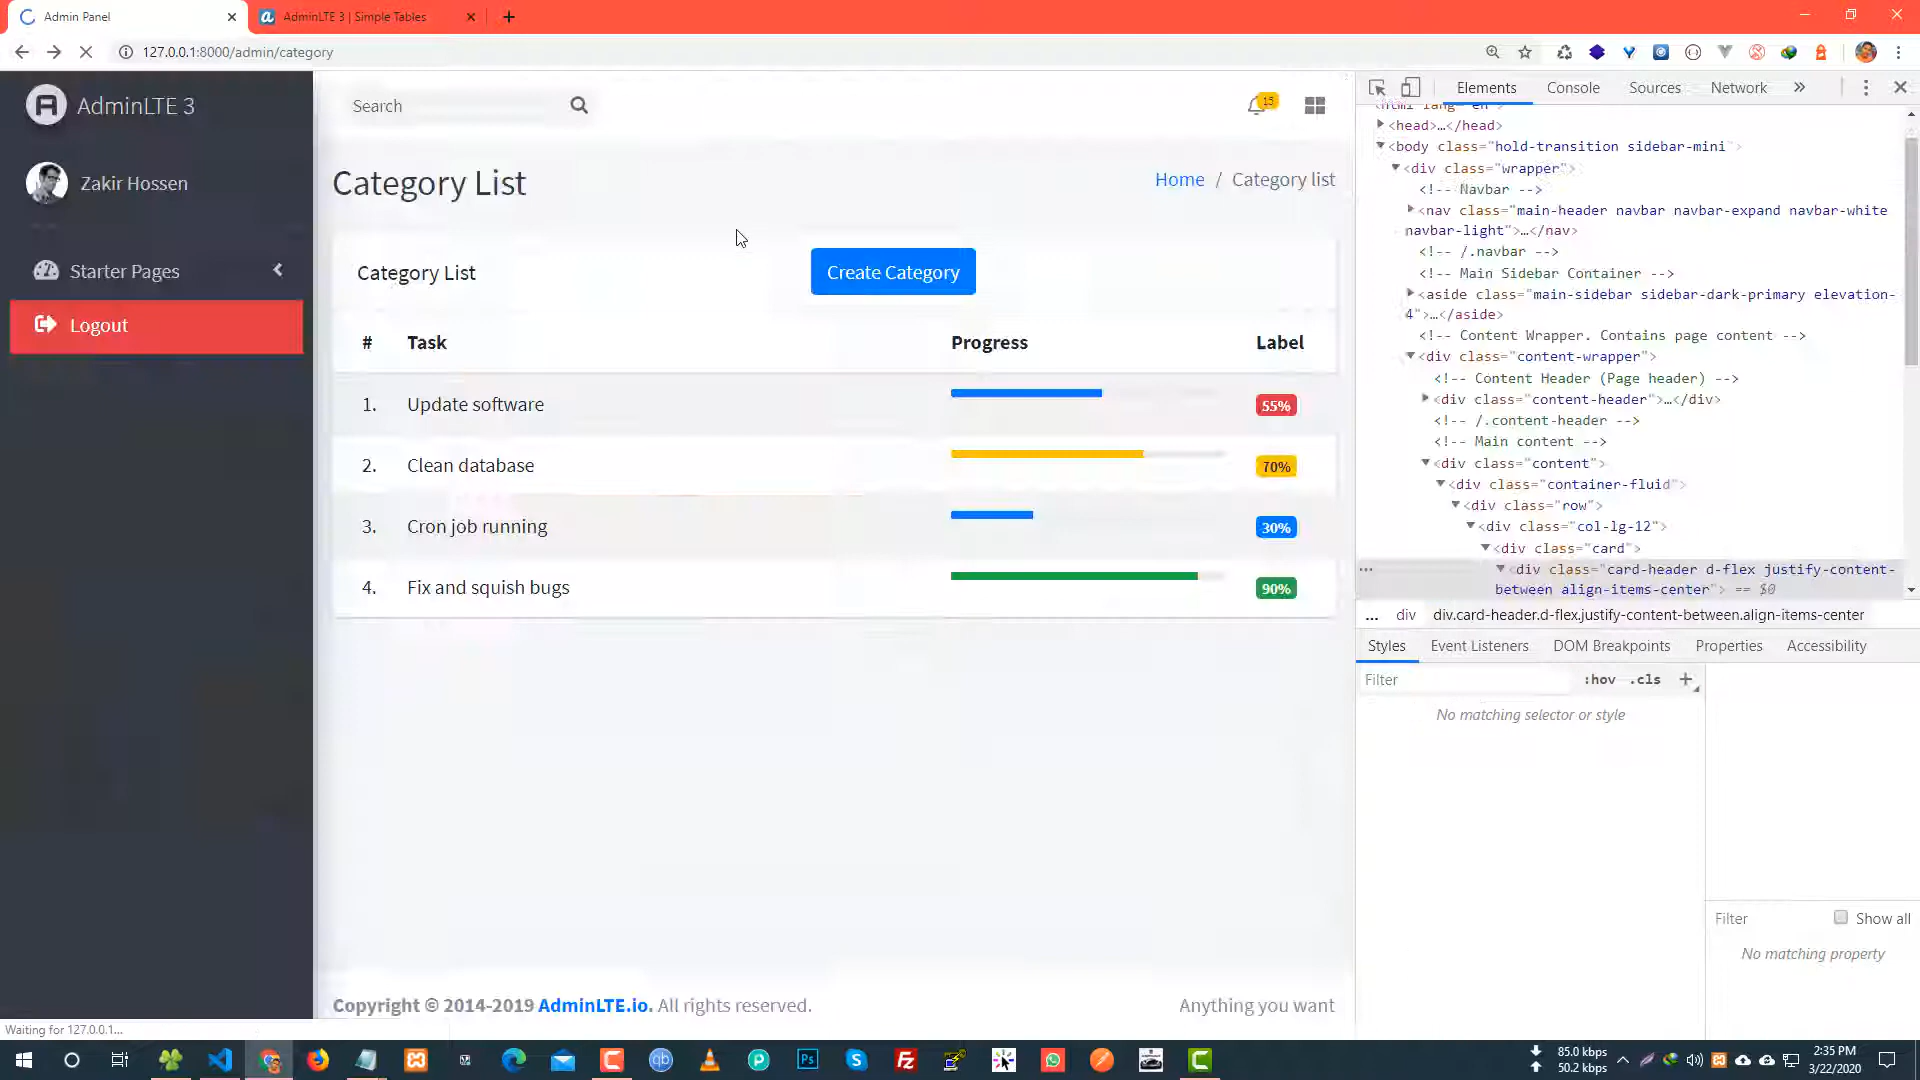 Admin Panel
AdminLTE 3 | Simple Tables
127.0.0.1:8000/admin/category
AdminLTE 3
Zakir Hossen
Starter Pages
Logout
Search
15
Category List
Home / Category list
Category List
Create Category
# Task Progress Label
1. Update software 55%
2. Clean database 70%
3. Cron job running 30%
4. Fix and squish bugs 90%
Copyright © 2014-2019 AdminLTE.io. All rights reserved.
Anything you want
Waiting for 127.0.0.1...
Elements Console Sources Network
<html lang="en">
<head>…</head>
<body class="hold-transition sidebar-mini">
<div class="wrapper">
<!-- Navbar -->
<nav class="main-header navbar navbar-expand navbar-white
navbar-light">…</nav>
<!-- /.navbar -->
<!-- Main Sidebar Container -->
<aside class="main-sidebar sidebar-dark-primary elevation-
4">…</aside>
<!-- Content Wrapper. Contains page content -->
<div class="content-wrapper">
<!-- Content Header (Page header) -->
<div class="content-header">…</div>
<!-- /.content-header -->
<!-- Main content -->
<div class="content">
<div class="container-fluid">
<div class="row">
<div class="col-lg-12">
<div class="card">
<div class="card-header d-flex justify-content-
between align-items-center"> == $0
... div div.card-header.d-flex.justify-content-between.align-items-center
Styles Event Listeners DOM Breakpoints Properties Accessibility
Filter :hov .cls +
No matching selector or style
Filter Show all
No matching property
85.0 kbps
50.2 kbps
2:35 PM
3/22/2020